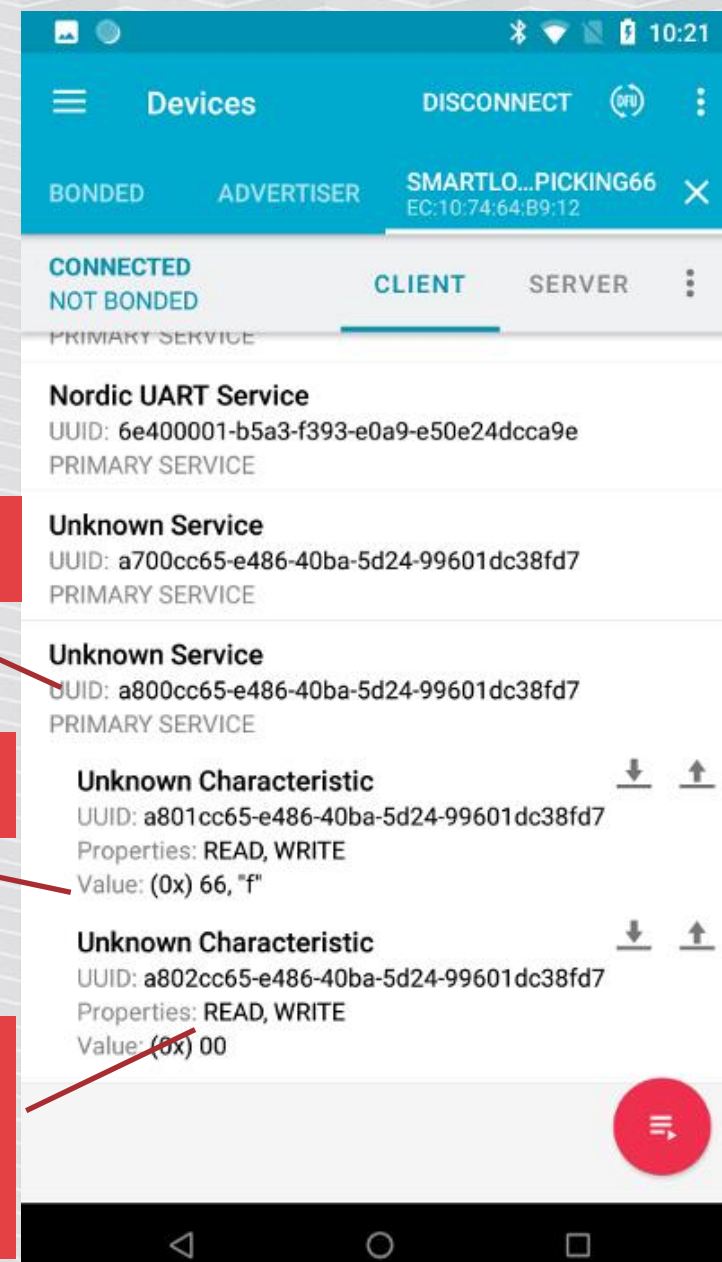 10:21
Devices DISCONNECT DFU
BONDED ADVERTISER SMARTLO...PICKING66
EC:10:74:64:B9:12
CONNECTED CLIENT SERVER
NOT BONDED
PRIMARY SERVICE
Nordic UART Service
UUID: 6e400001-b5a3-f393-e0a9-e50e24dcca9e
PRIMARY SERVICE
Unknown Service
UUID: a700cc65-e486-40ba-5d24-99601dc38fd7
PRIMARY SERVICE
Unknown Service
UUID: a800cc65-e486-40ba-5d24-99601dc38fd7
PRIMARY SERVICE
Unknown Characteristic
UUID: a801cc65-e486-40ba-5d24-99601dc38fd7
Properties: READ, WRITE
Value: (0x) 66, "f"
Unknown Characteristic
UUID: a802cc65-e486-40ba-5d24-99601dc38fd7
Properties: READ, WRITE
Value: (0x) 00